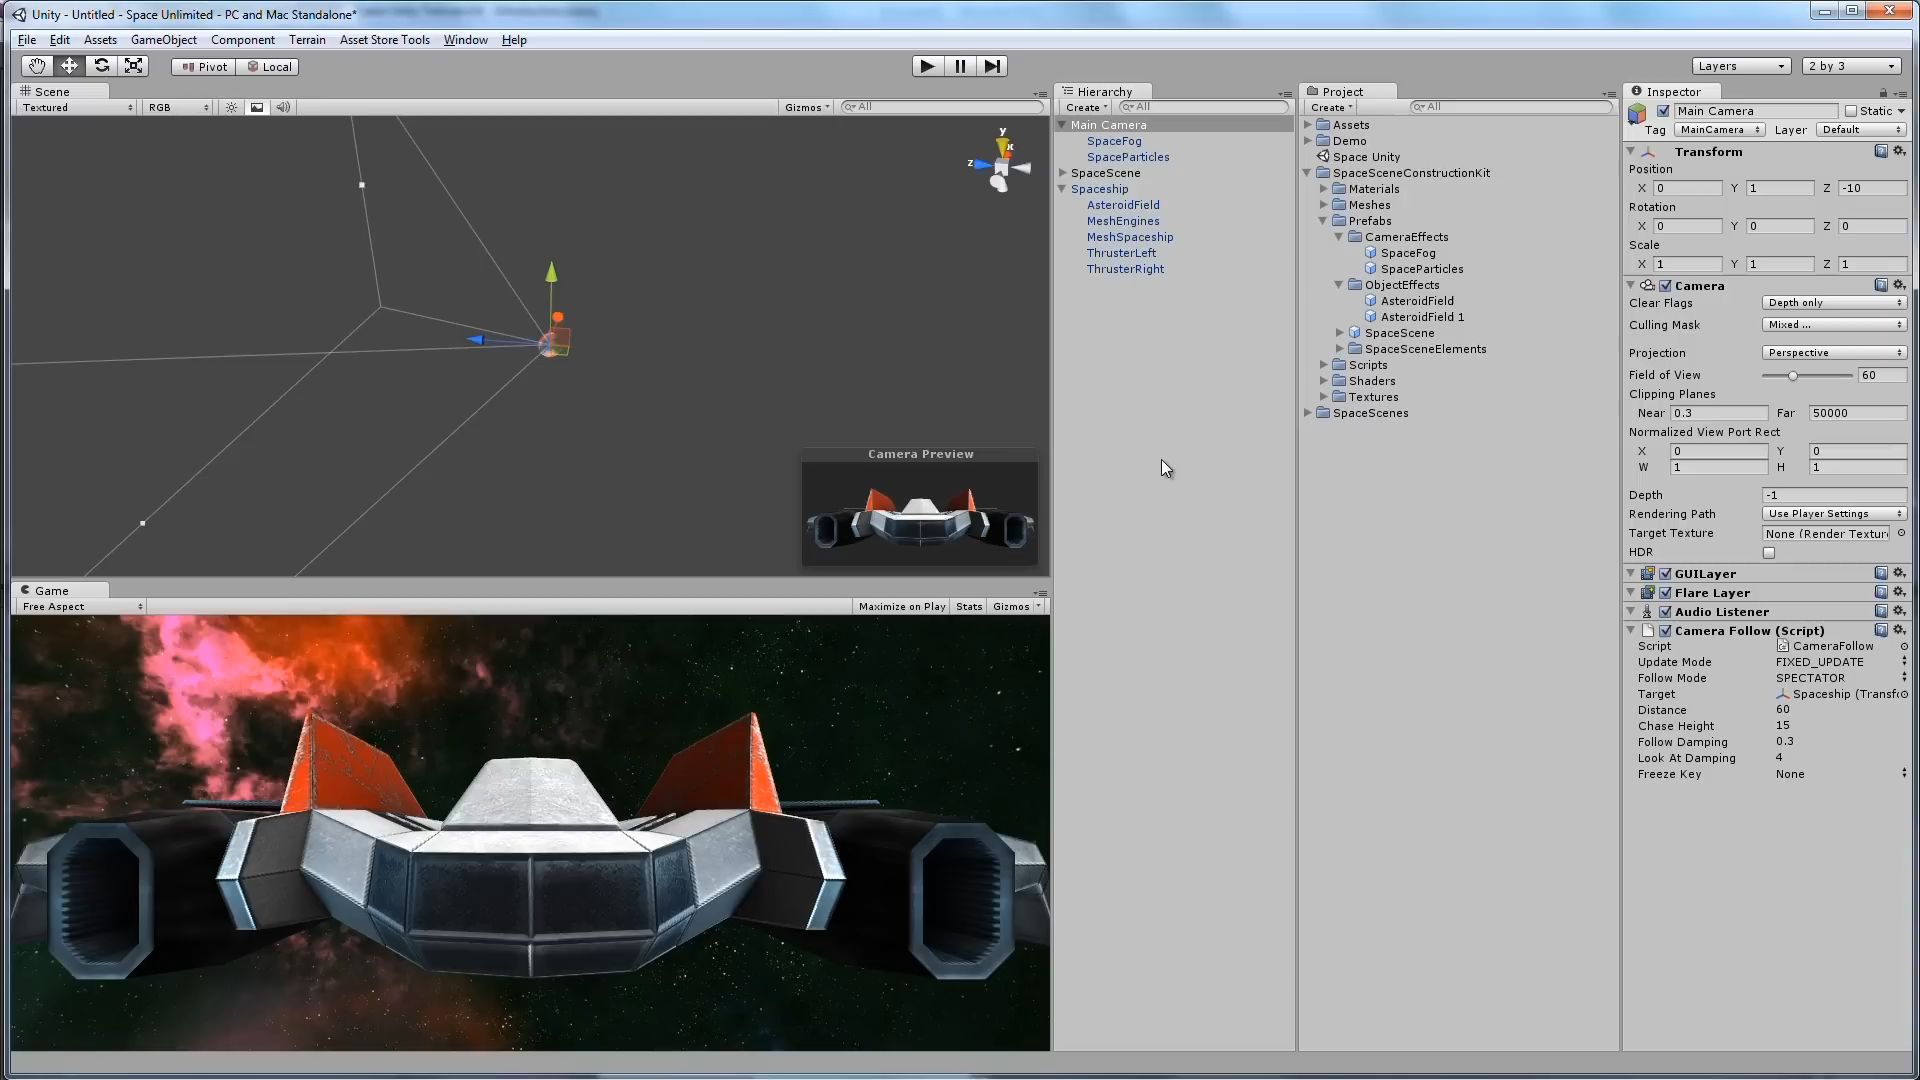 Unity - Untitled - Space Unlimited - PC and Mac Standalone*
File Edit Assets GameObject Component Terrain Asset Store Tools Window Help
Pivot Local
Layers 2 by 3
Scene
Textured RGB Gizmos All
y
x
z
Camera Preview
Game
Free Aspect Maximize on Play Stats Gizmos
Hierarchy
Create All
Main Camera
SpaceFog
SpaceParticles
SpaceScene
Spaceship
AsteroidField
MeshEngines
MeshSpaceship
ThrusterLeft
ThrusterRight
Project
Create All
Assets
Demo
Space Unity
SpaceSceneConstructionKit
Materials
Meshes
Prefabs
CameraEffects
SpaceFog
SpaceParticles
ObjectEffects
AsteroidField
AsteroidField 1
SpaceScene
SpaceSceneElements
Scripts
Shaders
Textures
SpaceScenes
Inspector
Main Camera Static
Tag MainCamera Layer Default
Transform
Position
X 0 Y 1 Z -10
Rotation
X 0 Y 0 Z 0
Scale
X 1 Y 1 Z 1
Camera
Clear Flags Depth only
Culling Mask Mixed ...
Projection Perspective
Field of View 60
Clipping Planes
Near 0.3 Far 50000
Normalized View Port Rect
X 0 Y 0
W 1 H 1
Depth -1
Rendering Path Use Player Settings
Target Texture None (Render Textur
HDR
GUILayer
Flare Layer
Audio Listener
Camera Follow (Script)
Script CameraFollow
Update Mode FIXED_UPDATE
Follow Mode SPECTATOR
Target Spaceship (Transf
Distance 60
Chase Height 15
Follow Damping 0.3
Look At Damping 4
Freeze Key None